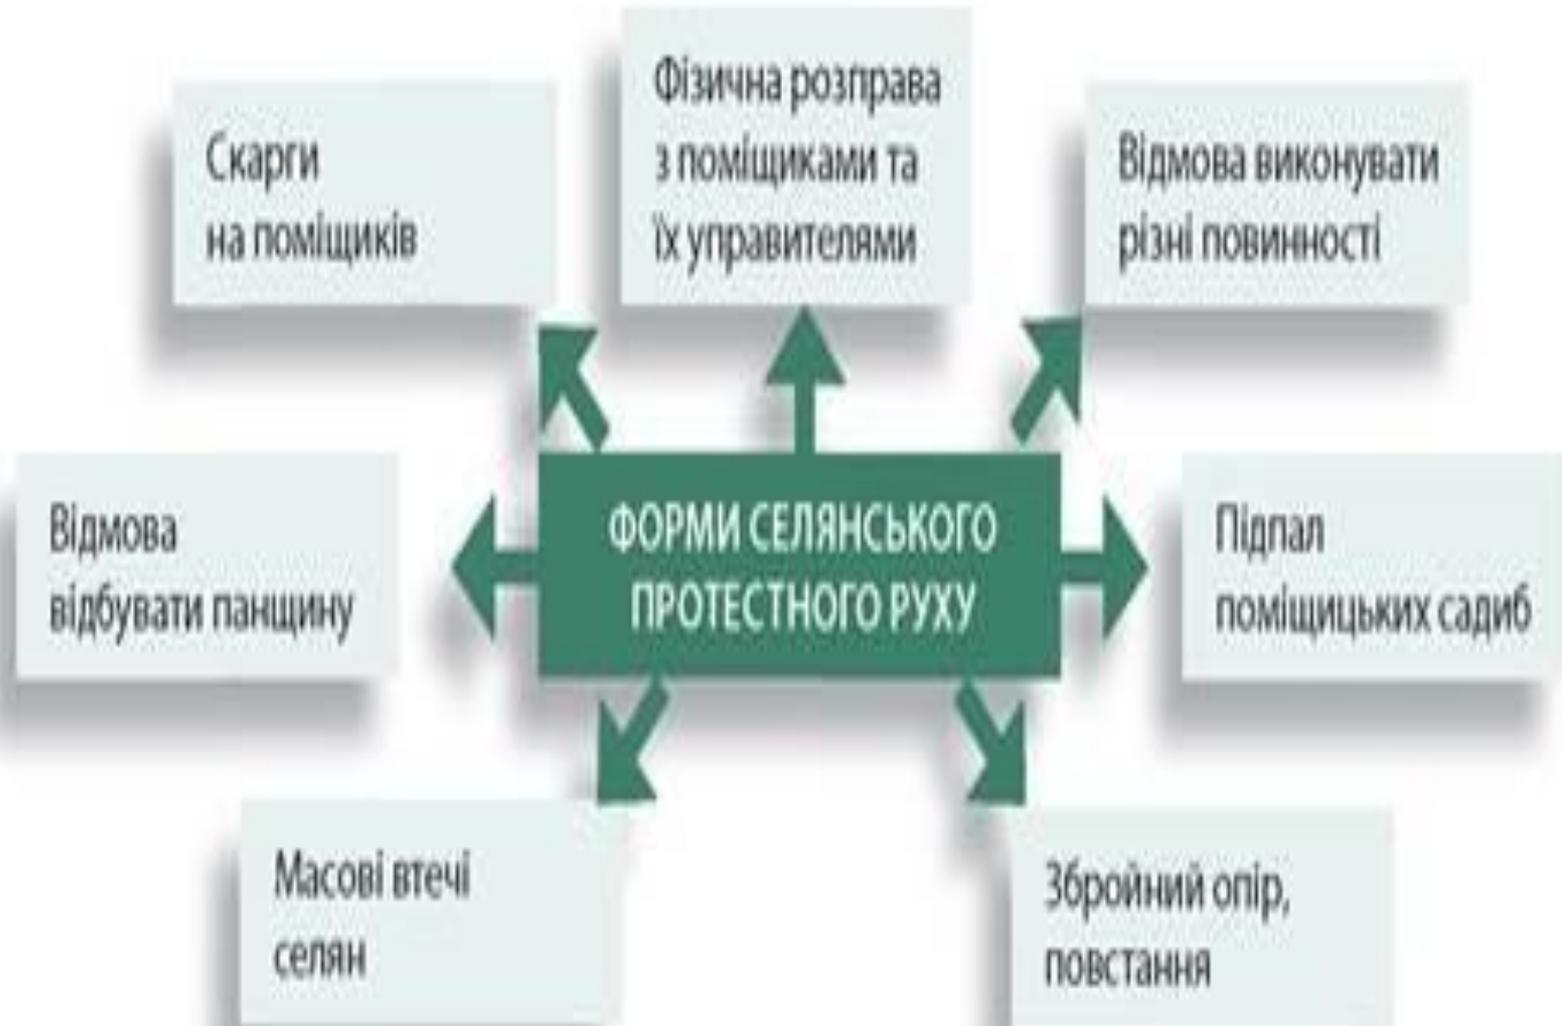 Скарги
на поміщиків
Фізична розправа
з поміщиками та
їх управителями
Відмова виконувати
різні повинності
Відмова
відбувати панщину
ФОРМИ СЕЛЯНСЬКОГО
ПРОТЕСТНОГО РУХУ
Підпал
поміщицьких садиб
Масові втечі
селян
Збройний опір,
повстання